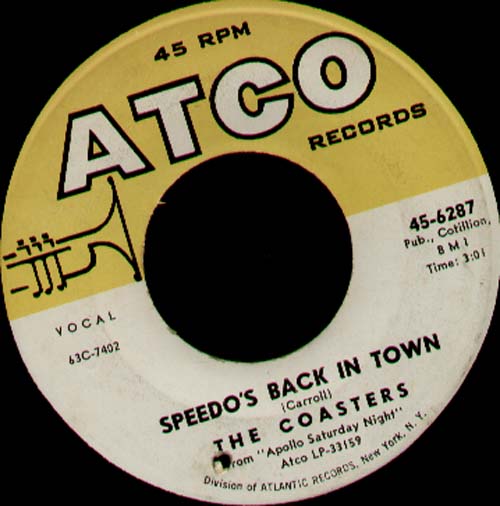 45 RPM
ATCO
RECORDS
45-6287
Pub., Cotillion,
BMI
Time: 3:01
VOCAL
63C-7402
SPEEDO'S BACK IN TOWN
(Carroll)
THE COASTERS
From "Apollo Saturday Night"
Atco LP-33159
Division of ATLANTIC RECORDS, New York, N. Y.